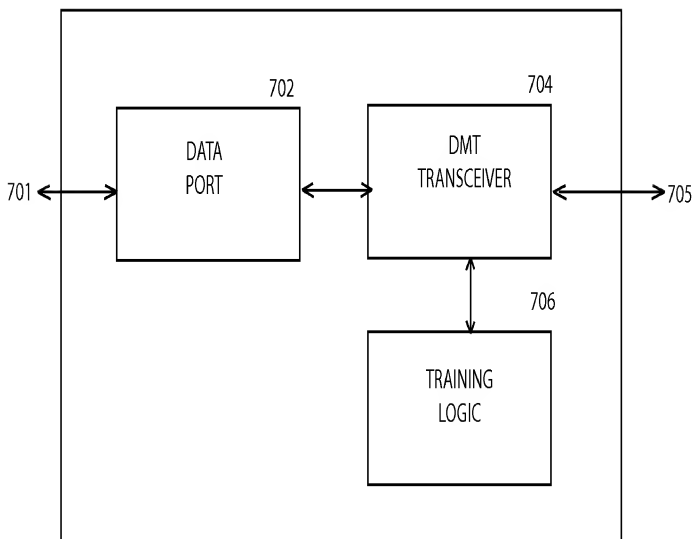 702
704
DATA
PORT
DMT
TRANSCEIVER
701
705
706
TRAINING
LOGIC